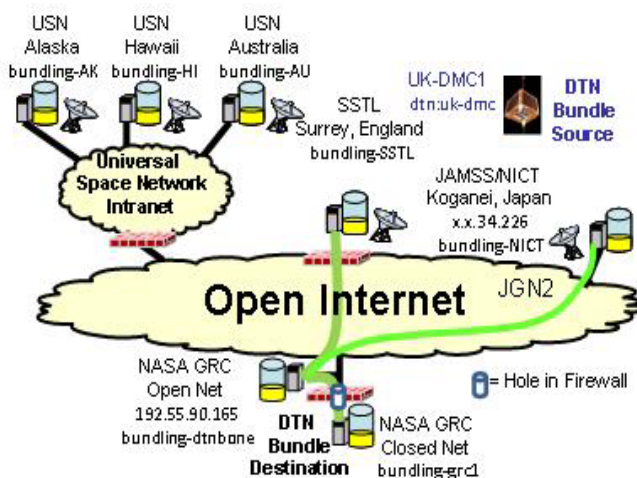 USN
Alaska
bundling-AK
USN
Hawaii
bundling-HI
USN
Australia
bundling-AU
SSTL
Surrey, England
bundling-SSTL
UK-DMC1
dtn:uk-dmc
DTN
Bundle
Source
Universal
Space Network
Intranet
JAMSS/NICT
Koganei, Japan
x.x.34.226
bundling-NICT
Open Internet
JGN2
NASA GRC
Open Net
192.55.90.165
bundling-dtnbone
DTN
Bundle
Destination
= Hole in Firewall
NASA GRC
Closed Net
bundling-grc1